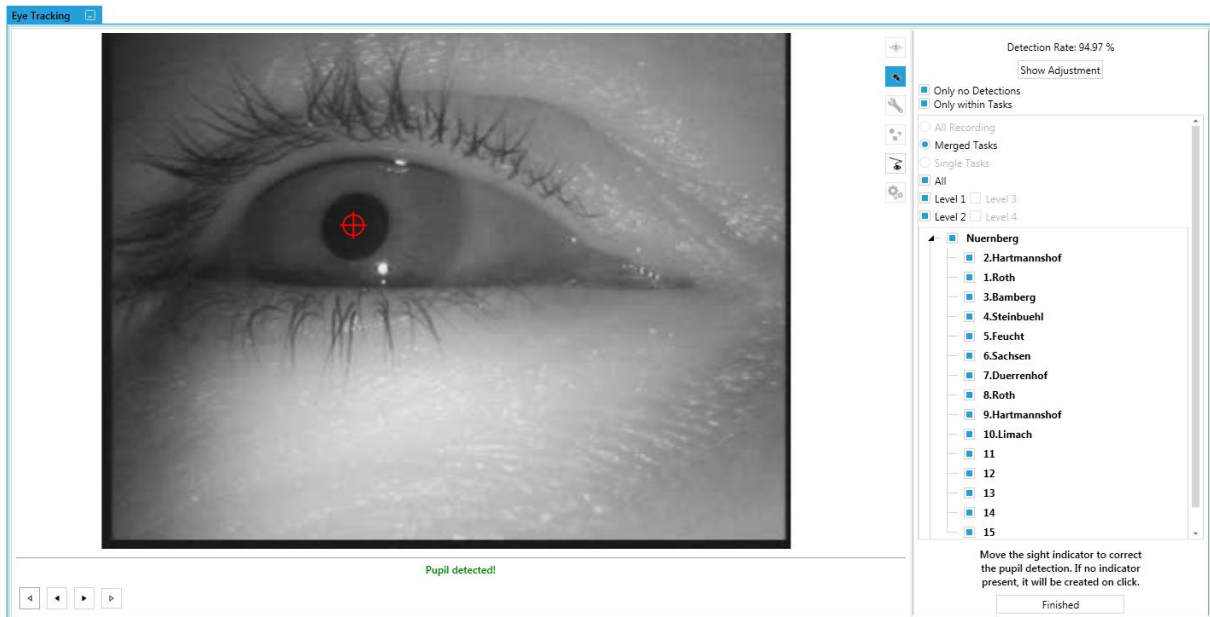 Eye Tracking
Detection Rate: 94.97 %
Show Adjustment
Only no Detections
Only within Tasks
All Recording
Merged Tasks
Single Tasks
All
Level 1 Level 3
Level 2 Level 4
Nuernberg
2.Hartmannshof
1.Roth
3.Bamberg
4.Steinbuehl
5.Feucht
6.Sachsen
7.Duerrenhof
8.Roth
9.Hartmannshof
10.Limach
11
12
13
14
15
Pupil detected!
Move the sight indicator to correct
the pupil detection. If no indicator
present, it will be created on click.
Finished